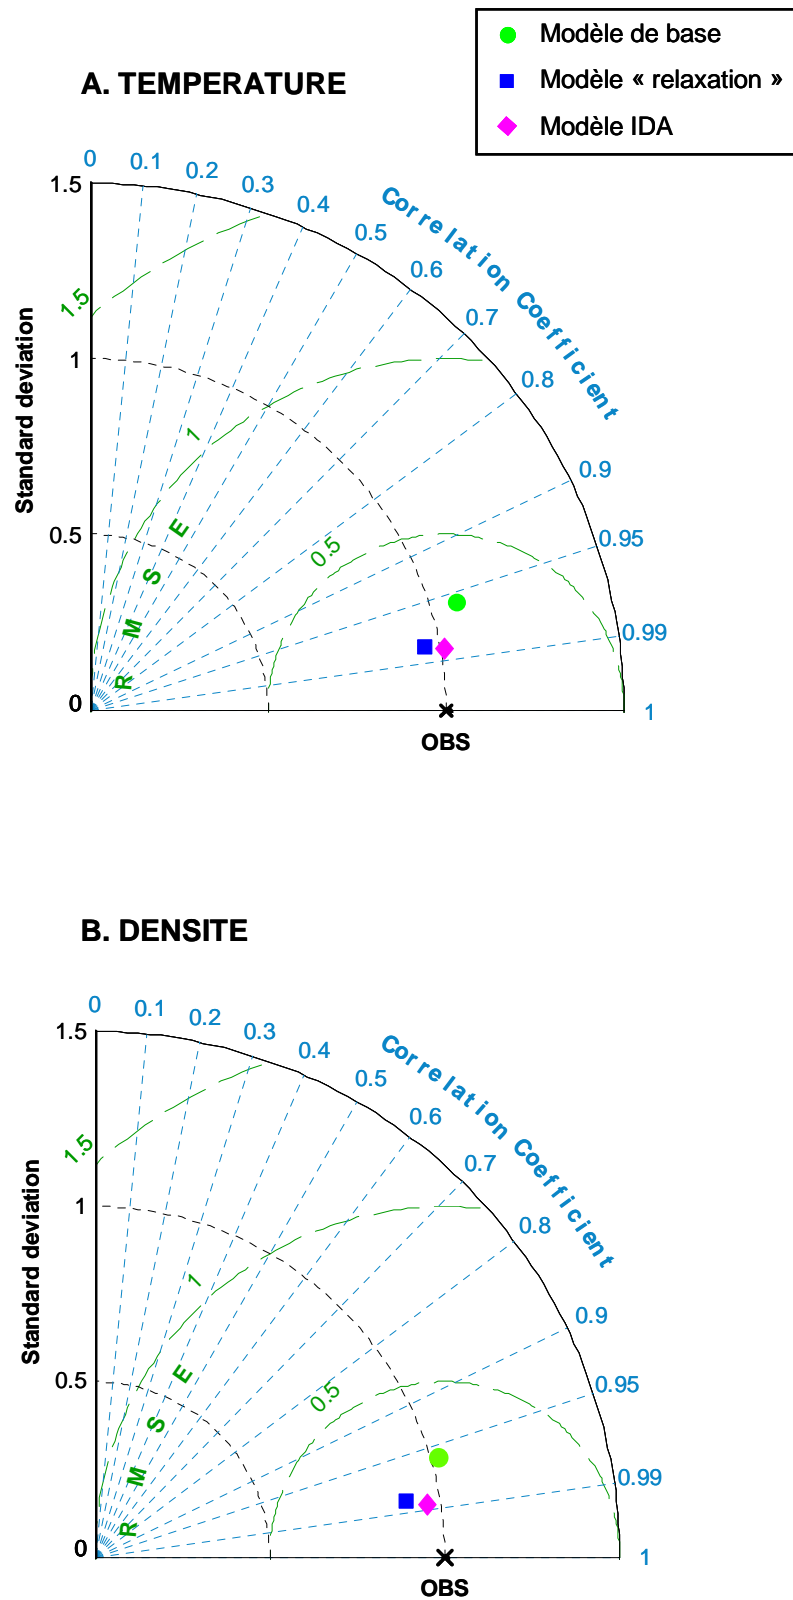 Modèle de base
Modèle « relaxation »
Modèle IDA
A. TEMPERATURE
0 0.1 0.2 0.3 0.4 0.5 0.6 0.7 0.8 0.9 0.95 0.99 1
Correlation Coefficient
1.5
1
0.5
0
Standard deviation
1.5
1
0.5
RMSE
OBS
B. DENSITE
0 0.1 0.2 0.3 0.4 0.5 0.6 0.7 0.8 0.9 0.95 0.99 1
Correlation Coefficient
1.5
1
0.5
0
Standard deviation
1.5
1
0.5
RMSE
OBS